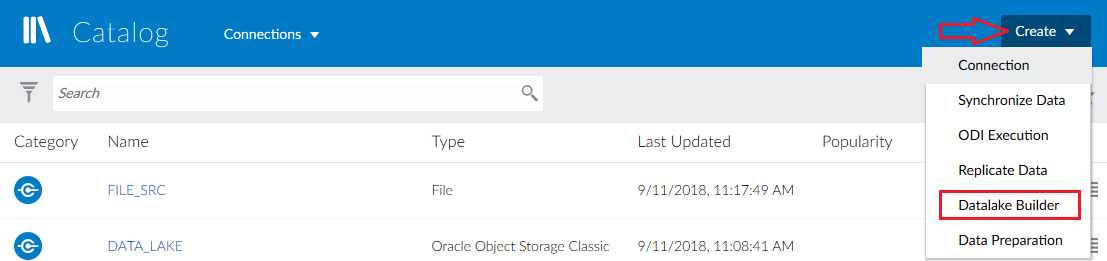 Catalog Connections Create
Connection
Search
Synchronize Data
Category Name Type Last Updated Popularity
ODI Execution
Replicate Data
FILE_SRC File 9/11/2018, 11:17:49 AM
Datalake Builder
Data Preparation
DATA_LAKE Oracle Object Storage Classic 9/11/2018, 11:08:41 AM